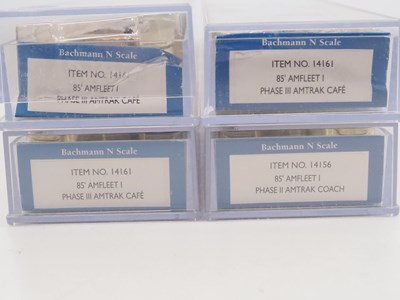 Bachmann N Scale
ITEM NO. 1416
85' AMFLEET I
PHASE III AMTRAK CAFÉ
Bachmann N Scale
ITEM NO. 14161
85' AMFLEET I
PHASE III AMTRAK CAFÉ
Bachmann N Scale
ITEM NO. 14161
85' AMFLEET I
PHASE III AMTRAK CAFÉ
Bachmann N Scale
ITEM NO. 14156
85' AMFLEET I
PHASE II AMTRAK COACH